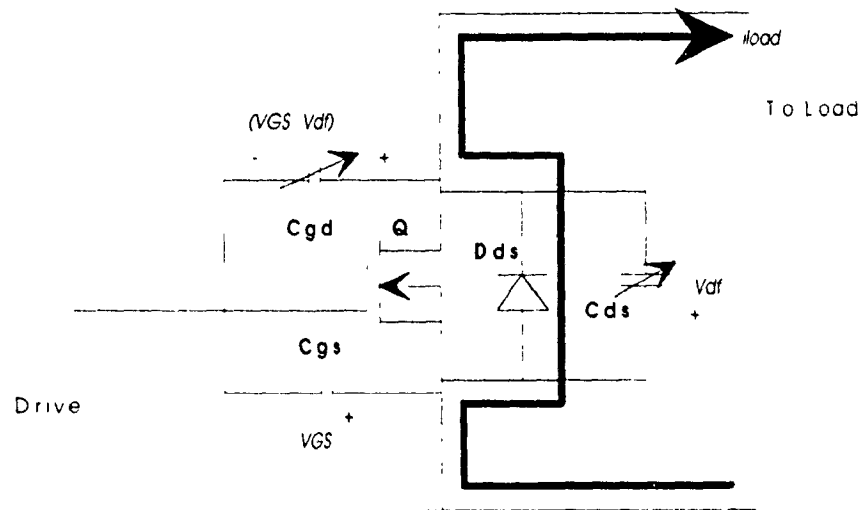 iload
To Load
(VGS Vdf)
- +
Cgd Q
Dds
Vdf
Cds
+
Cgs
Drive
+
VGS